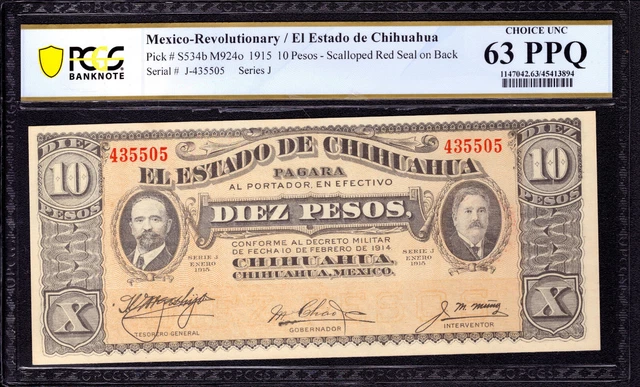 PCGS
BANKNOTE
Mexico-Revolutionary / El Estado de Chihuahua
Pick # S534b M924o 1915 10 Pesos - Scalloped Red Seal on Back
Serial # J-435505 Series J
CHOICE UNC
63 PPQ
1147042.63/45413894
DIEZ
10
PESOS
X
435505
435505
DIEZ
10
PESOS
X
EL ESTADO DE CHIHUAHUA
PAGARA
AL PORTADOR, EN EFECTIVO
DIEZ PESOS.
CONFORME AL DECRETO MILITAR
DE FECHA 10 DE FEBRERO DE 1914
CHIHUAHUA,
CHIHUAHUA, MEXICO.
SERIE J
ENERO
1915
SERIE J
ENERO
1915
TESORERO GENERAL
GOBERNADOR
INTERVENTOR